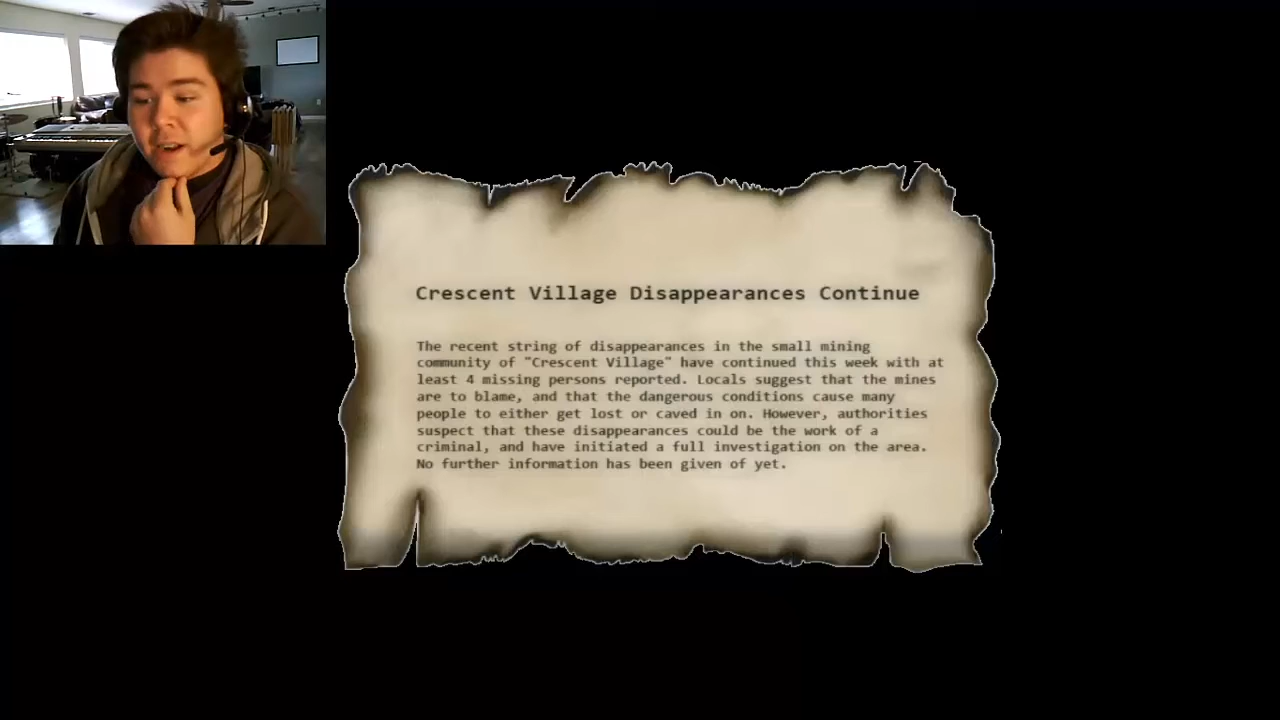 Crescent Village Disappearances Continue
The recent string of disappearances in the small mining
community of "Crescent Village" have continued this week with at
least 4 missing persons reported. Locals suggest that the mines
are to blame, and that the dangerous conditions cause many
people to either get lost or caved in on. However, authorities
suspect that these disappearances could be the work of a
criminal, and have initiated a full investigation on the area.
No further information has been given of yet.